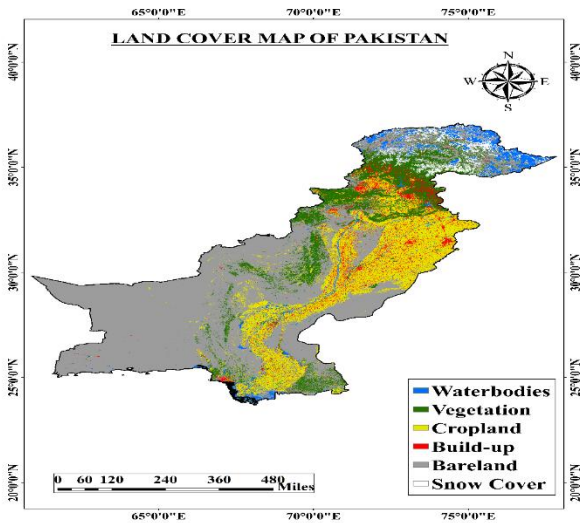 65°0'0"E 70°0'0"E 75°0'0"E
LAND COVER MAP OF PAKISTAN
N
W E
S
40°0'0"N 40°0'0"N
35°0'0"N 35°0'0"N
30°0'0"N 30°0'0"N
25°0'0"N 25°0'0"N
20°0'0"N 20°0'0"N
Waterbodies
Vegetation
Cropland
Build-up
Bareland
Snow Cover
0 60 120 240 360 480
Miles
65°0'0"E 70°0'0"E 75°0'0"E